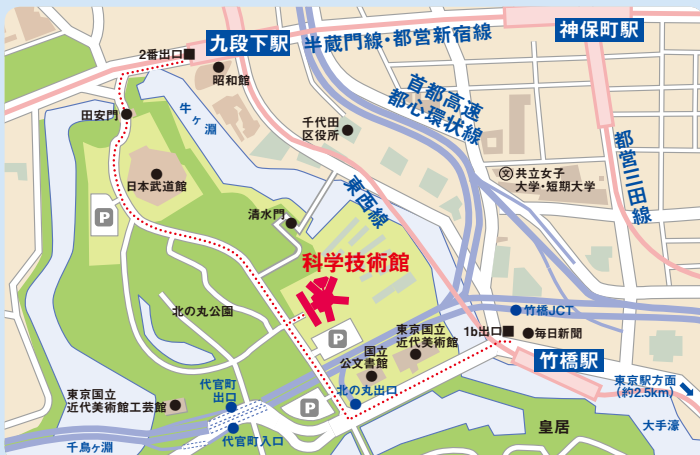 2番出口
九段下駅
半蔵門線・都営新宿線
神保町駅
昭和館
牛ヶ淵
田安門
千代田
区役所
首都高速
都心環状線
都営三田線
日本武道館
文 共立女子
大学・短期大学
東西線
P
清水門
科学技術館
北の丸公園
竹橋JCT
1b出口
毎日新聞
P
東京国立
近代美術館
国立
公文書館
竹橋駅
代官町
出口
北の丸出口
東京駅方面
(約2.5km)
東京国立
近代美術館工芸館
P
代官町入口
皇居
大手濠
千鳥ヶ淵